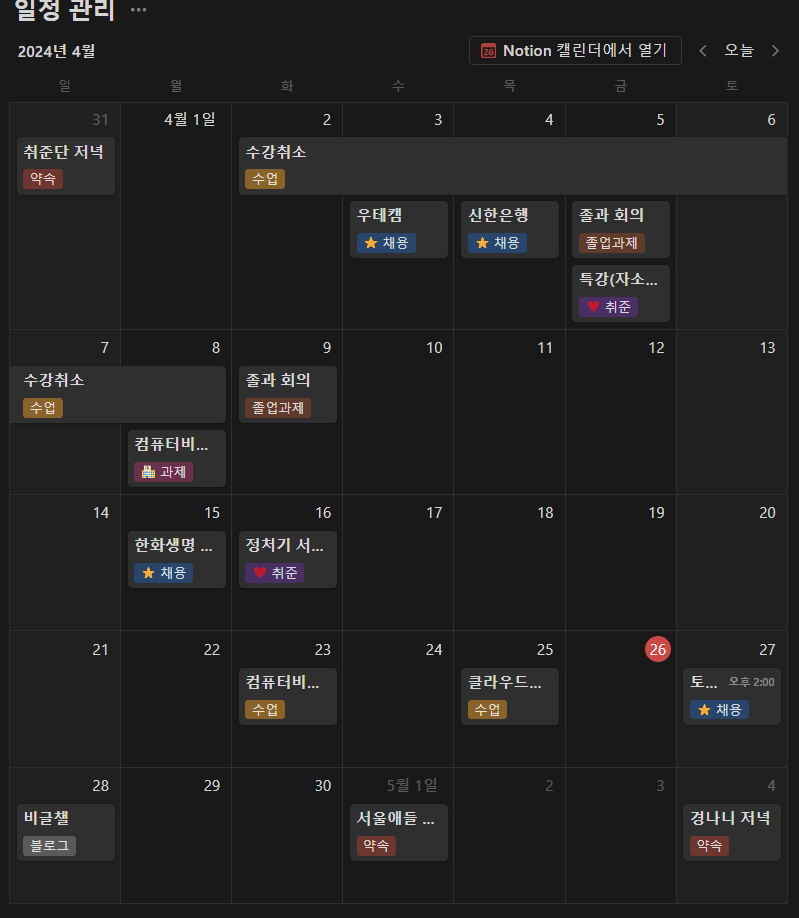 일정 관리 ...
2024년 4월
26 Notion 캘린더에서 열기
오늘
일 월 화 수 목 금 토
31 4월 1일 2 3 4 5 6
취준단 저녁
약속
수강취소
수업
우테캠
채용
신한은행
채용
졸과 회의
졸업과제
특강(자소...
취준
7 8 9 10 11 12 13
수강취소
수업
컴퓨터비...
과제
졸과 회의
졸업과제
14 15 16 17 18 19 20
한화생명 ...
채용
정처기 서...
취준
21 22 23 24 25 26 27
컴퓨터비...
수업
클라우드...
수업
토... 오후 2:00
채용
28 29 30 5월 1일 2 3 4
비글챌
블로그
서울애들 ...
약속
경나니 저녁
약속